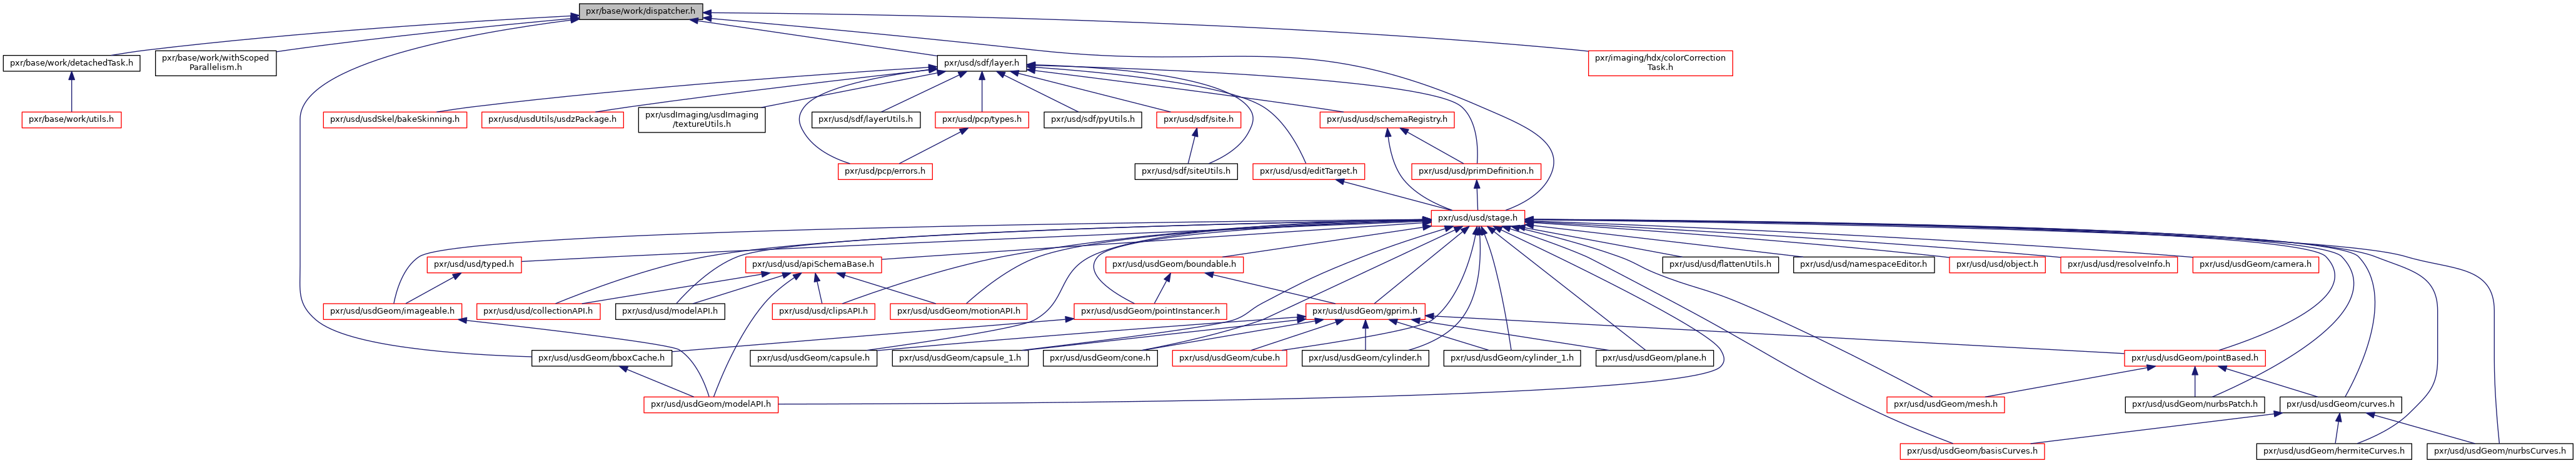 pxr/base/work/dispatcher.h
pxr/base/work/detachedTask.h
pxr/base/work/withScoped
Parallelism.h
pxr/usd/sdf/layer.h
pxr/imaging/hdx/colorCorrection
Task.h
pxr/base/work/utils.h
pxr/usd/usdSkel/bakeSkinning.h
pxr/usd/usdUtils/usdzPackage.h
pxr/usdImaging/usdImaging
/textureUtils.h
pxr/usd/sdf/layerUtils.h
pxr/usd/pcp/types.h
pxr/usd/sdf/pyUtils.h
pxr/usd/sdf/site.h
pxr/usd/usd/schemaRegistry.h
pxr/usd/pcp/errors.h
pxr/usd/sdf/siteUtils.h
pxr/usd/usd/editTarget.h
pxr/usd/usd/primDefinition.h
pxr/usd/usd/stage.h
pxr/usd/usd/typed.h
pxr/usd/usd/apiSchemaBase.h
pxr/usd/usdGeom/boundable.h
pxr/usd/usd/flattenUtils.h
pxr/usd/usd/namespaceEditor.h
pxr/usd/usd/object.h
pxr/usd/usd/resolveInfo.h
pxr/usd/usdGeom/camera.h
pxr/usd/usdGeom/imageable.h
pxr/usd/usd/collectionAPI.h
pxr/usd/usd/modelAPI.h
pxr/usd/usd/clipsAPI.h
pxr/usd/usdGeom/motionAPI.h
pxr/usd/usdGeom/pointInstancer.h
pxr/usd/usdGeom/gprim.h
pxr/usd/usdGeom/bboxCache.h
pxr/usd/usdGeom/capsule.h
pxr/usd/usdGeom/capsule_1.h
pxr/usd/usdGeom/cone.h
pxr/usd/usdGeom/cube.h
pxr/usd/usdGeom/cylinder.h
pxr/usd/usdGeom/cylinder_1.h
pxr/usd/usdGeom/plane.h
pxr/usd/usdGeom/pointBased.h
pxr/usd/usdGeom/modelAPI.h
pxr/usd/usdGeom/mesh.h
pxr/usd/usdGeom/nurbsPatch.h
pxr/usd/usdGeom/curves.h
pxr/usd/usdGeom/basisCurves.h
pxr/usd/usdGeom/hermiteCurves.h
pxr/usd/usdGeom/nurbsCurves.h